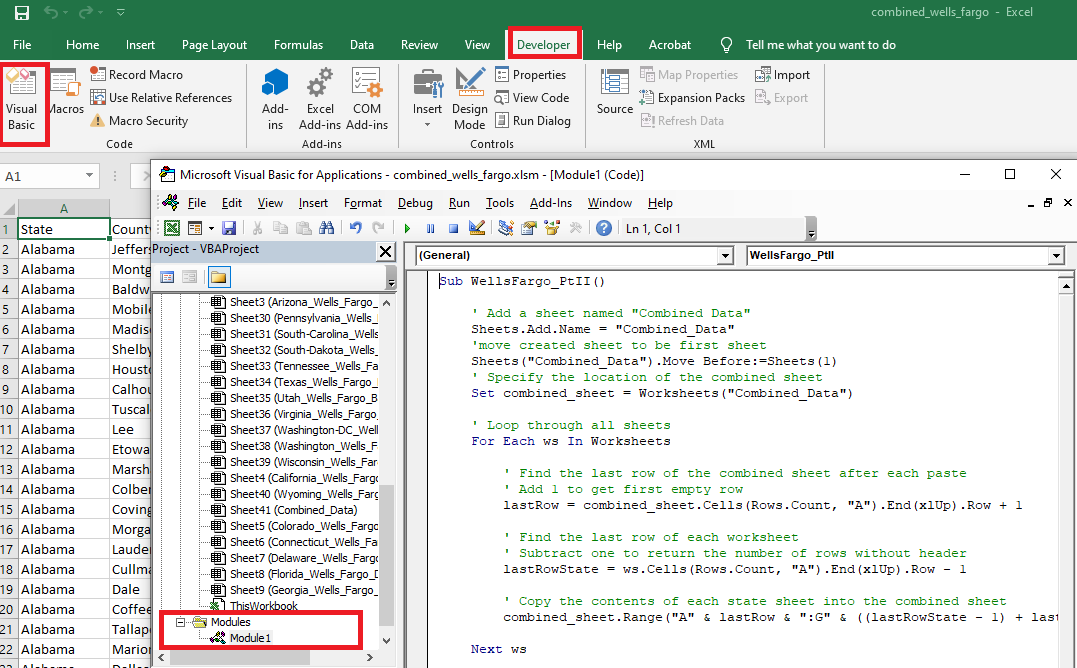 combined_wells_fargo - Excel
File Home Insert Page Layout Formulas Data Review View Developer Help Acrobat Tell me what you want to do
Visual Basic
Macros
Record Macro
Use Relative References
Macro Security
Code
Add-ins
Excel Add-ins
COM Add-ins
Add-ins
Insert
Design Mode
Properties
View Code
Run Dialog
Controls
Source
Map Properties
Expansion Packs
Refresh Data
Import
Export
XML
A1
A
1 State Count
2 Alabama Jeffers
3 Alabama Montg
4 Alabama Baldw
5 Alabama Mobile
6 Alabama Madis
7 Alabama Shelby
8 Alabama Houst
9 Alabama Calhou
10 Alabama Tuscal
11 Alabama Lee
12 Alabama Etowa
13 Alabama Marsh
14 Alabama Colber
15 Alabama Coving
16 Alabama Morga
17 Alabama Lauder
18 Alabama Cullma
19 Alabama Dale
20 Alabama Coffee
21 Alabama Tallap
22 Alabama Marion
Microsoft Visual Basic for Applications - combined_wells_fargo.xlsm - [Module1 (Code)]
File Edit View Insert Format Debug Run Tools Add-Ins Window Help
Ln 1, Col 1
Project - VBAProject
Sheet3 (Arizona_Wells_Fargo_
Sheet30 (Pennsylvania_Wells_
Sheet31 (South-Carolina_Wells
Sheet32 (South-Dakota_Wells_
Sheet33 (Tennessee_Wells_Fa
Sheet34 (Texas_Wells_Fargo_
Sheet35 (Utah_Wells_Fargo_B
Sheet36 (Virginia_Wells_Fargo_
Sheet37 (Washington-DC_Well
Sheet38 (Washington_Wells_F
Sheet39 (Wisconsin_Wells_Far
Sheet4 (California_Wells_Fargo
Sheet40 (Wyoming_Wells_Farg
Sheet41 (Combined_Data)
Sheet5 (Colorado_Wells_Fargo
Sheet6 (Connecticut_Wells_Fa
Sheet7 (Delaware_Wells_Fargo
Sheet8 (Florida_Wells_Fargo_D
Sheet9 (Georgia_Wells_Fargo_
ThisWorkbook
Modules
Module1
(General)
WellsFargo_PtII
Sub WellsFargo_PtII()
' Add a sheet named "Combined Data"
Sheets.Add.Name = "Combined_Data"
'move created sheet to be first sheet
Sheets("Combined_Data").Move Before:=Sheets(1)
' Specify the location of the combined sheet
Set combined_sheet = Worksheets("Combined_Data")
' Loop through all sheets
For Each ws In Worksheets
' Find the last row of the combined sheet after each paste
' Add 1 to get first empty row
lastRow = combined_sheet.Cells(Rows.Count, "A").End(xlUp).Row + 1
' Find the last row of each worksheet
' Subtract one to return the number of rows without header
lastRowState = ws.Cells(Rows.Count, "A").End(xlUp).Row - 1
' Copy the contents of each state sheet into the combined sheet
combined_sheet.Range("A" & lastRow & ":G" & ((lastRowState - 1) + last
Next ws